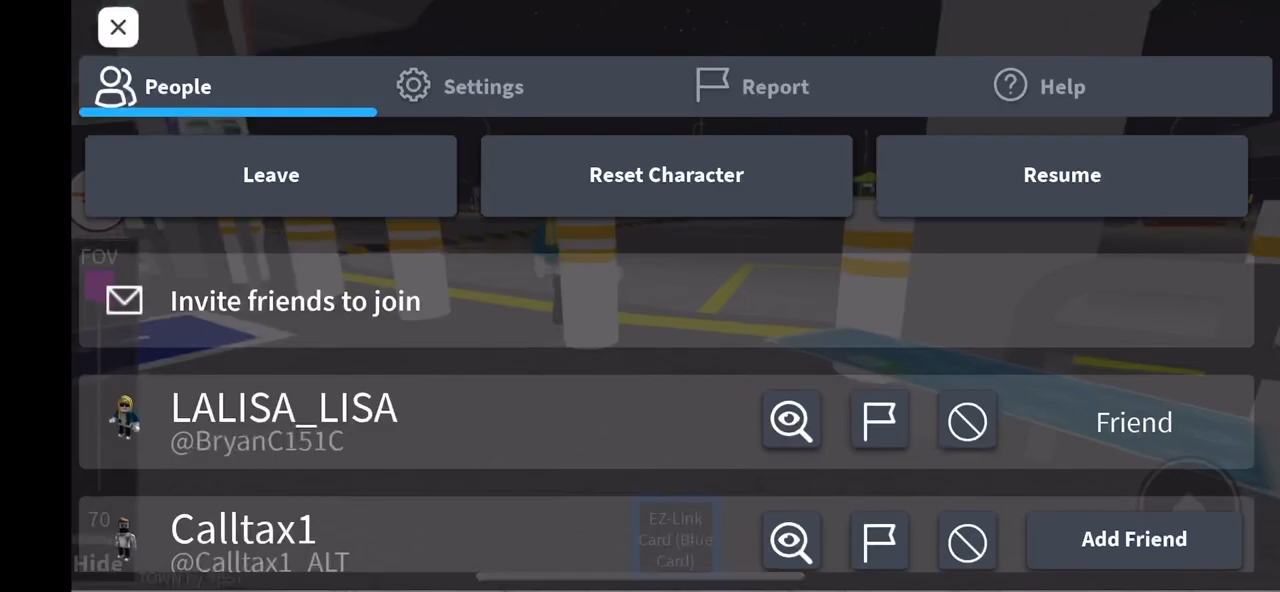 People
Settings
Report
Help
Leave
Reset Character
Resume
FOV
Invite friends to join
LALISA_LISA
@BryanC151C
Friend
Calltax1
@Calltax1_ALT
Add Friend
70
Hide
EZ-Link
Card (Blue
Card)